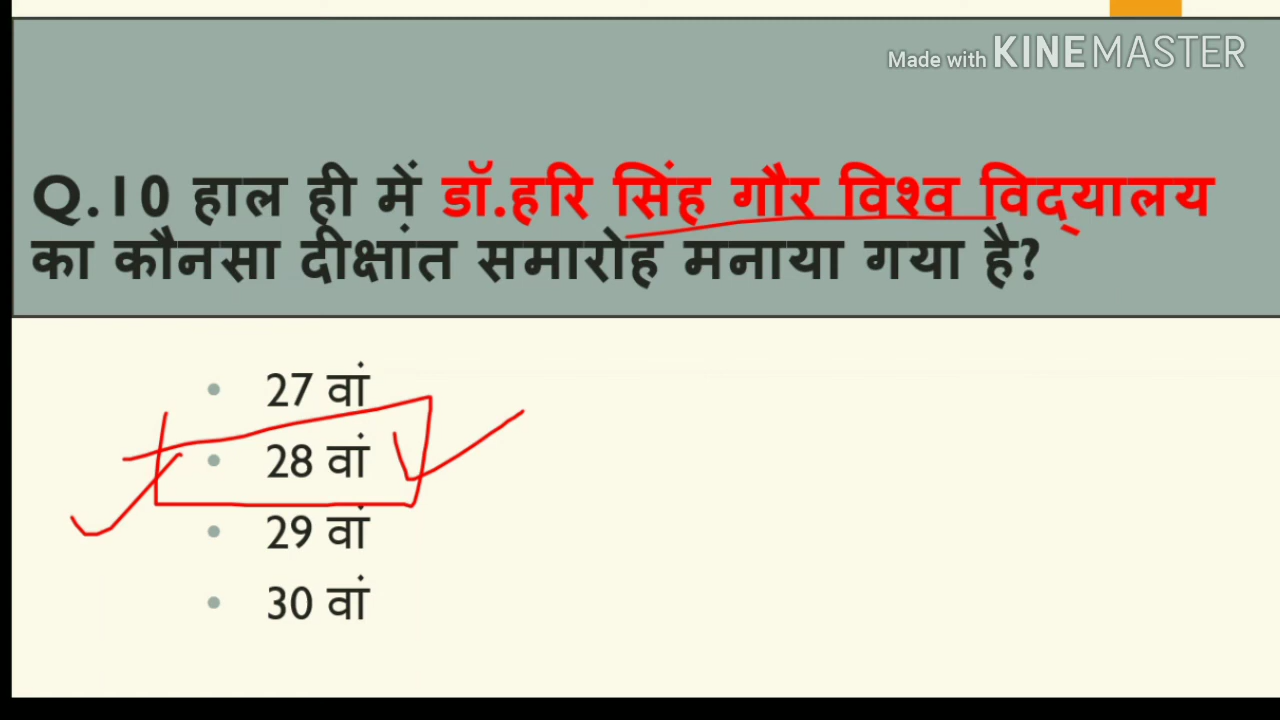 Made with KINEMASTER
Q.10 हाल ही में डॉ.हरि सिंह गौर विश्व विद्यालय
का कौनसा दीक्षांत समारोह मनाया गया है?
• 27 वां
• 28 वां
• 29 वां
• 30 वां